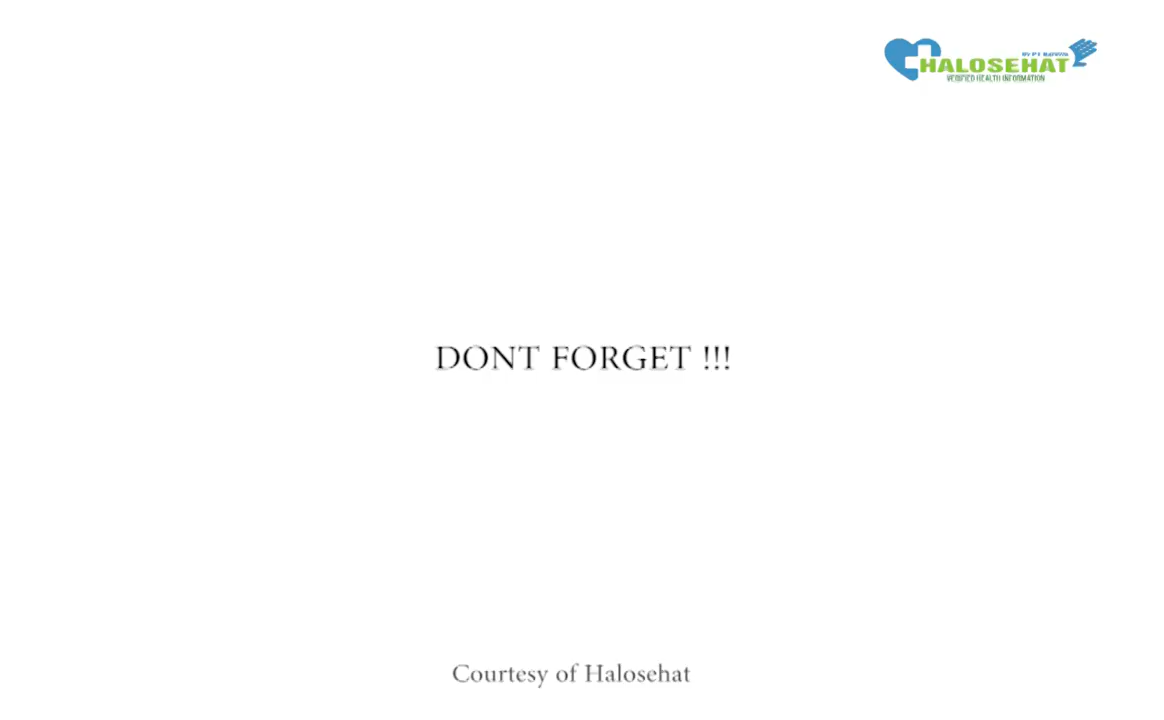 HALOSEHAT
VERIFIED HEALTH INFORMATION
DONT FORGET !!!
Courtesy of Halosehat